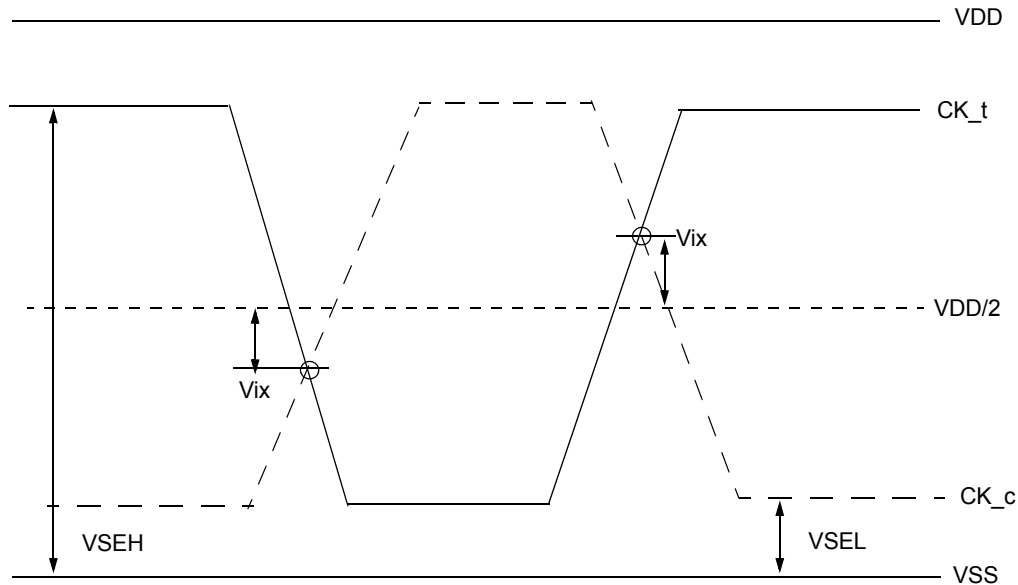 VDD
CK_t
Vix
VDD/2
Vix
CK_c
VSEH
VSEL
VSS